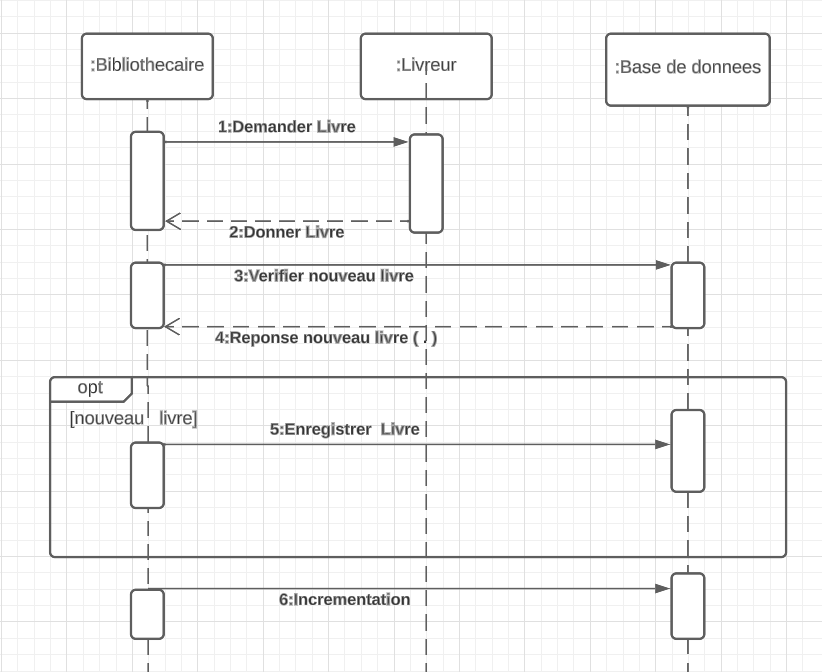 :Bibliothecaire
:Livreur
:Base de donnees
1:Demander Livre
2:Donner Livre
3:Verifier nouveau livre
4:Reponse nouveau livre ( . )
opt
[nouveau livre]
5:Enregistrer Livre
6:Incrementation